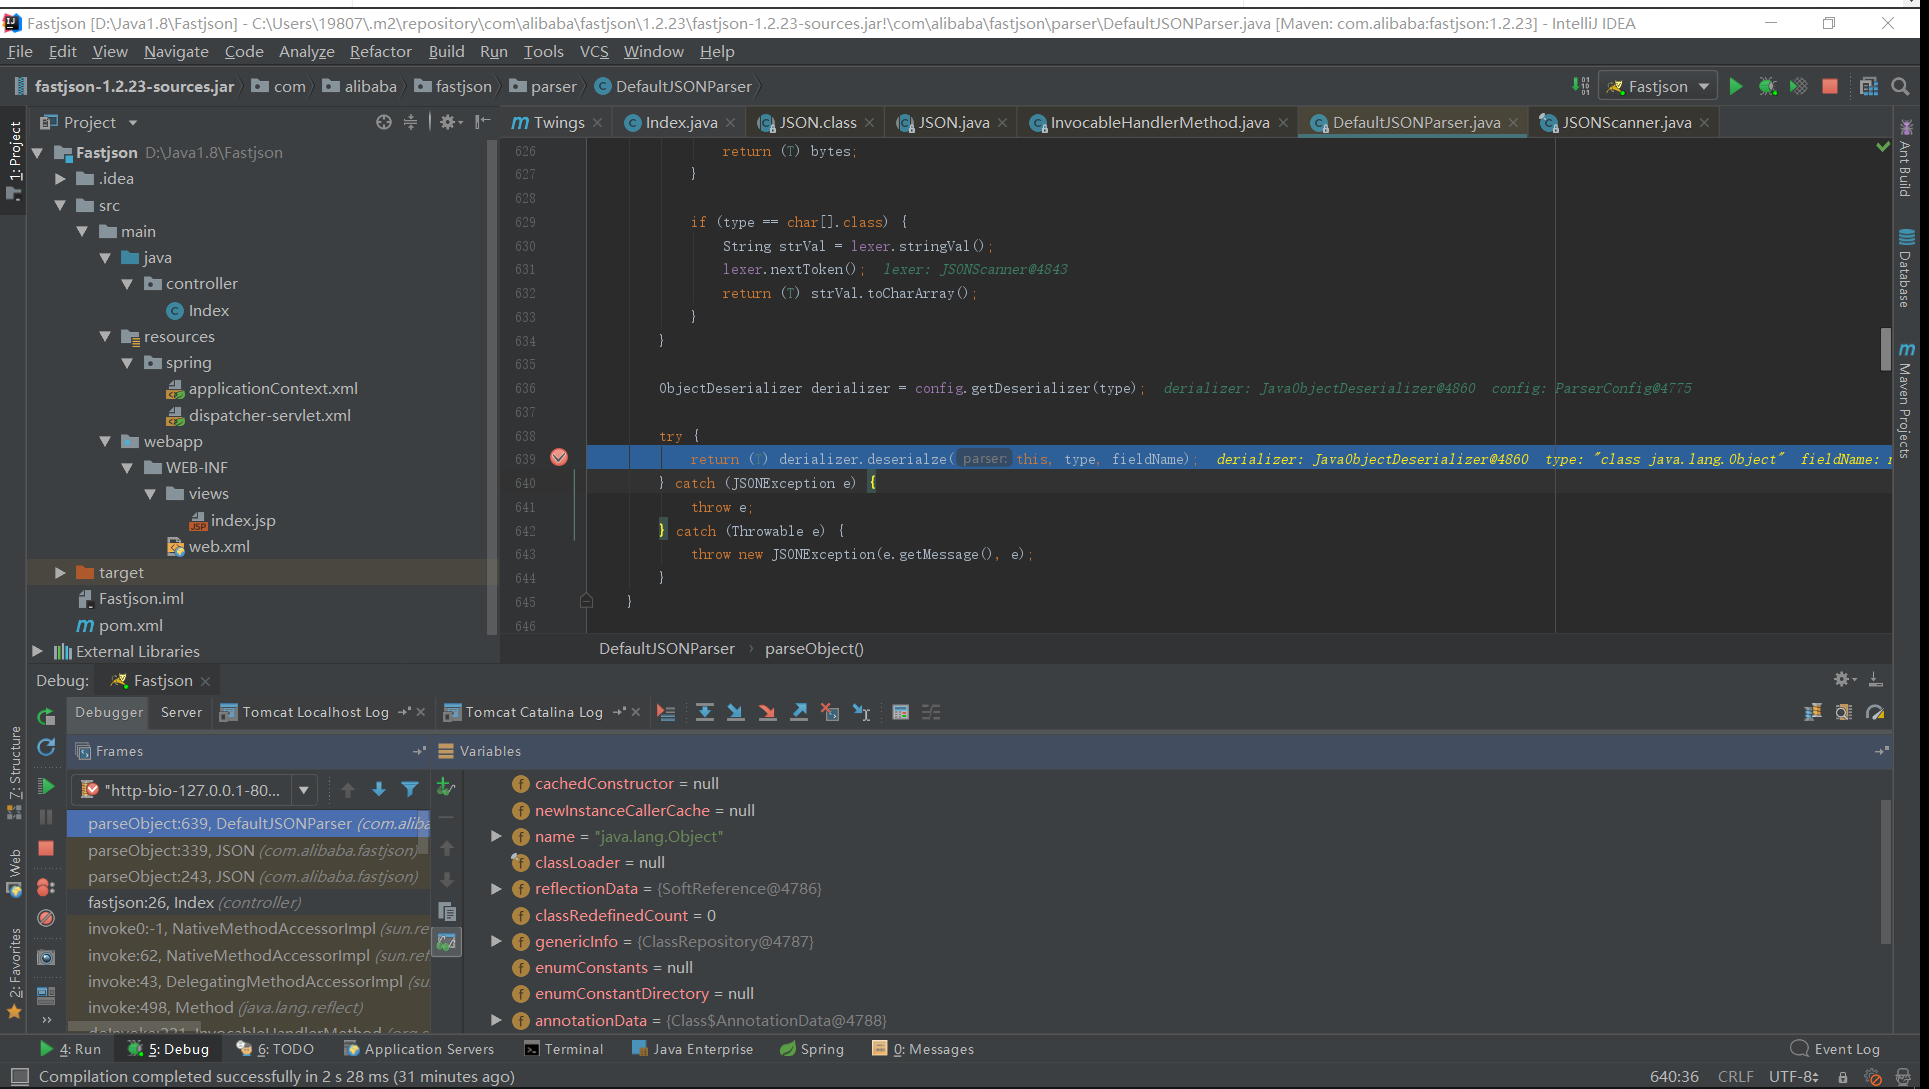 Fastjson [D:\Java1.8\Fastjson] - C:\Users\19807\.m2\repository\com\alibaba\fastjson\1.2.23\fastjson-1.2.23-sources.jar!\com\alibaba\fastjson\parser\DefaultJSONParser.java [Maven: com.alibaba:fastjson:1.2.23] - IntelliJ IDEA
File Edit View Navigate Code Analyze Refactor Build Run Tools VCS Window Help
fastjson-1.2.23-sources.jar com alibaba fastjson parser DefaultJSONParser Fastjson
Project
Twings Index.java JSON.class JSON.java InvocableHandlerMethod.java DefaultJSONParser.java JSONScanner.java
1: Project
Fastjson D:\Java1.8\Fastjson
.idea
src
main
java
controller
Index
resources
spring
applicationContext.xml
dispatcher-servlet.xml
webapp
WEB-INF
views
index.jsp
web.xml
target
Fastjson.iml
pom.xml
External Libraries
626 return (T) bytes;
627 }
628
629 if (type == char[].class) {
630 String strVal = lexer.stringVal();
631 lexer.nextToken(); lexer: JSONScanner@4843
632 return (T) strVal.toCharArray();
633 }
634 }
635
636 ObjectDeserializer derializer = config.getDeserializer(type); derializer: JavaObjectDeserializer@4860 config: ParserConfig@4775
637
638 try {
639 return (T) derializer.deserialze( parser: this, type, fieldName); derializer: JavaObjectDeserializer@4860 type: "class java.lang.Object" fieldName: n
640 } catch (JSONException e) {
641 throw e;
642 } catch (Throwable e) {
643 throw new JSONException(e.getMessage(), e);
644 }
645 }
646
DefaultJSONParser › parseObject()
Ant Build
Database
Maven Projects
Debug: Fastjson
Debugger Server Tomcat Localhost Log Tomcat Catalina Log
Frames
Variables
"http-bio-127.0.0.1-80...
parseObject:639, DefaultJSONParser (com.aliba
parseObject:339, JSON (com.alibaba.fastjson)
parseObject:243, JSON (com.alibaba.fastjson)
fastjson:26, Index (controller)
invoke0:-1, NativeMethodAccessorImpl (sun.re
invoke:62, NativeMethodAccessorImpl (sun.ref
invoke:43, DelegatingMethodAccessorImpl (su
invoke:498, Method (java.lang.reflect)
doInvoke:221, InvocableHandlerMethod (org.s
cachedConstructor = null
newInstanceCallerCache = null
name = "java.lang.Object"
classLoader = null
reflectionData = {SoftReference@4786}
classRedefinedCount = 0
genericInfo = {ClassRepository@4787}
enumConstants = null
enumConstantDirectory = null
annotationData = {Class$AnnotationData@4788}
7: Structure
Web
2: Favorites
4: Run 5: Debug 6: TODO Application Servers Terminal Java Enterprise Spring 0: Messages Event Log
Compilation completed successfully in 2 s 28 ms (31 minutes ago) 640:36 CRLF UTF-8